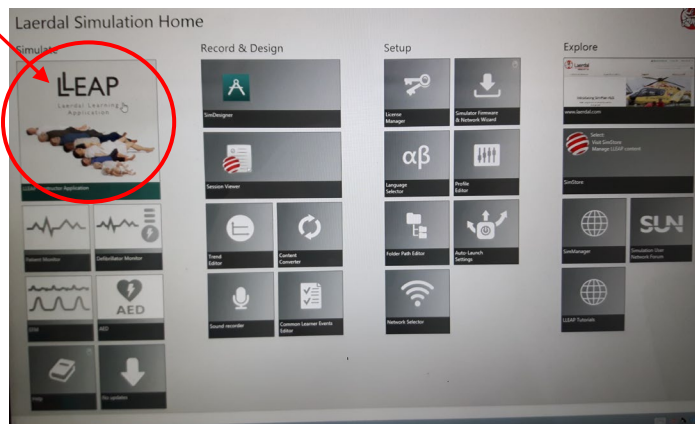 Laerdal Simulation Home
Simulate
LLEAP
Laerdal Learning
Application
LLEAP Instructor Application
Patient Monitor
Defibrillator Monitor
AED
AED
No updates
Record & Design
SimDesigner
Session Viewer
Trend
Editor
Content
Converter
Sound recorder
Common Learner Events
Editor
Setup
License
Manager
Simulator Firmware
& Network Wizard
αβ
Language
Selector
Profile
Editor
Folder Path Editor
Auto-Launch
Settings
Network Selector
Explore
Laerdal
www.laerdal.com
Select:
Visit SimStore
Manage LLEAP content
SimStore
SimManager
SUN
Simulation User
Network Forum
LLEAP Tutorials